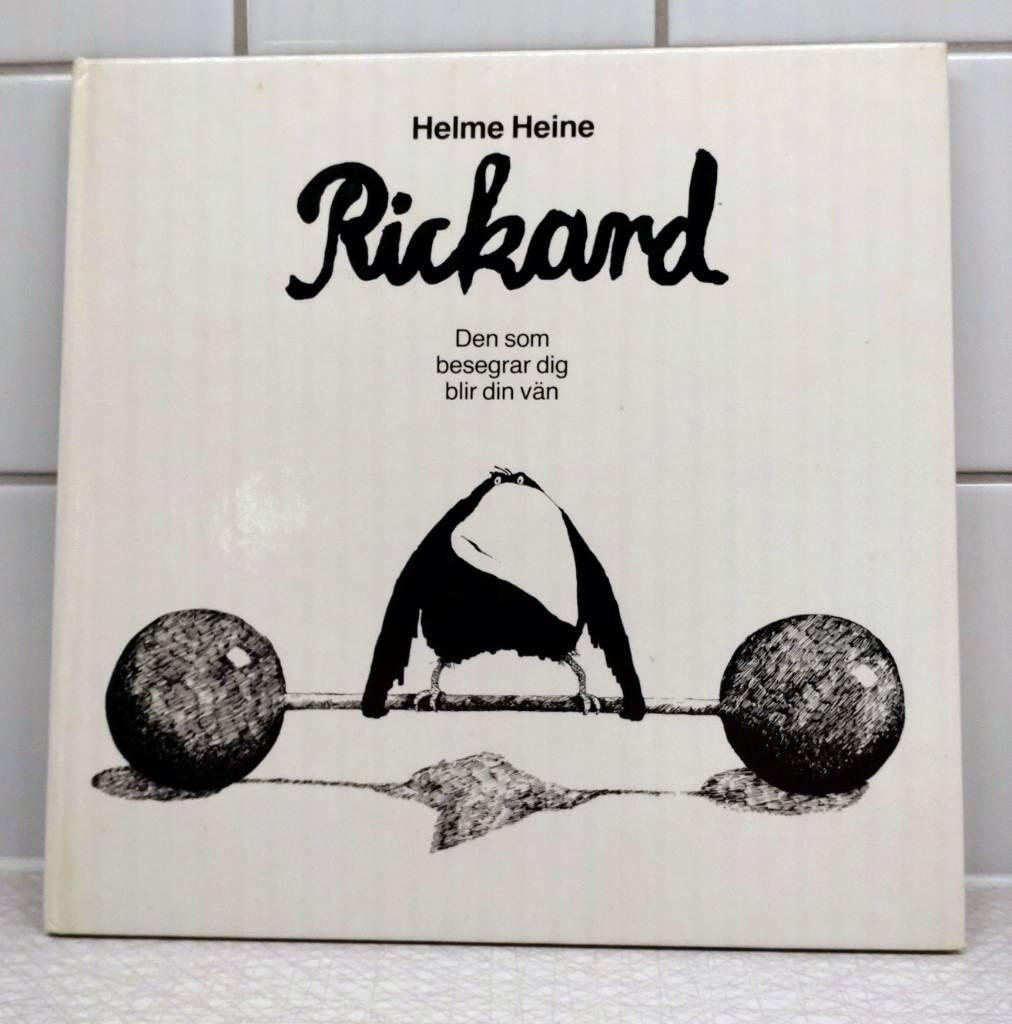 Helme Heine
Rickard
Den som
besegrar dig
blir din vän